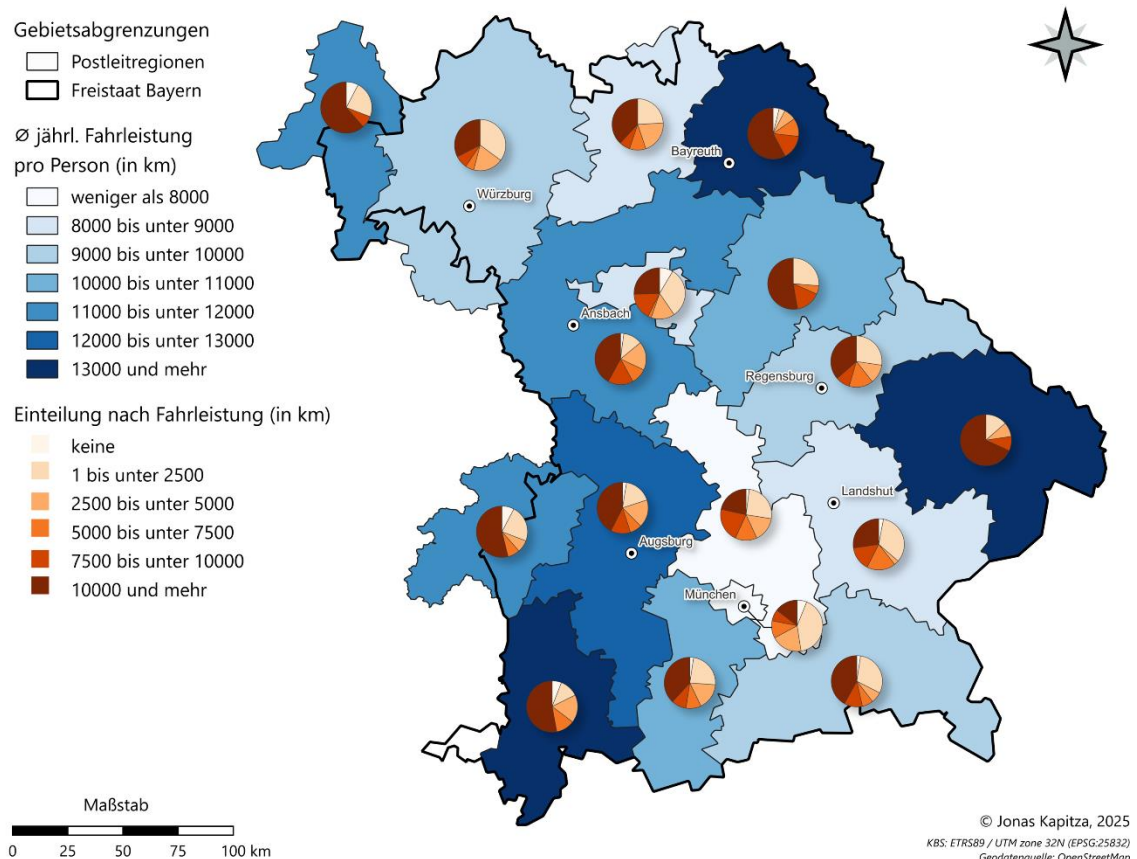 Gebietsabgrenzungen
Postleitregionen
Freistaat Bayern
Ø jährl. Fahrleistung
pro Person (in km)
weniger als 8000
8000 bis unter 9000
9000 bis unter 10000
10000 bis unter 11000
11000 bis unter 12000
12000 bis unter 13000
13000 und mehr
Einteilung nach Fahrleistung (in km)
keine
1 bis unter 2500
2500 bis unter 5000
5000 bis unter 7500
7500 bis unter 10000
10000 und mehr
Bayreuth
Würzburg
Ansbach
Regensburg
Landshut
Augsburg
München
Maßstab
0 25 50 75 100 km
© Jonas Kapitza, 2025
KBS: ETRS89 / UTM zone 32N (EPSG:25832)
Geodatenquelle: OpenStreetMap